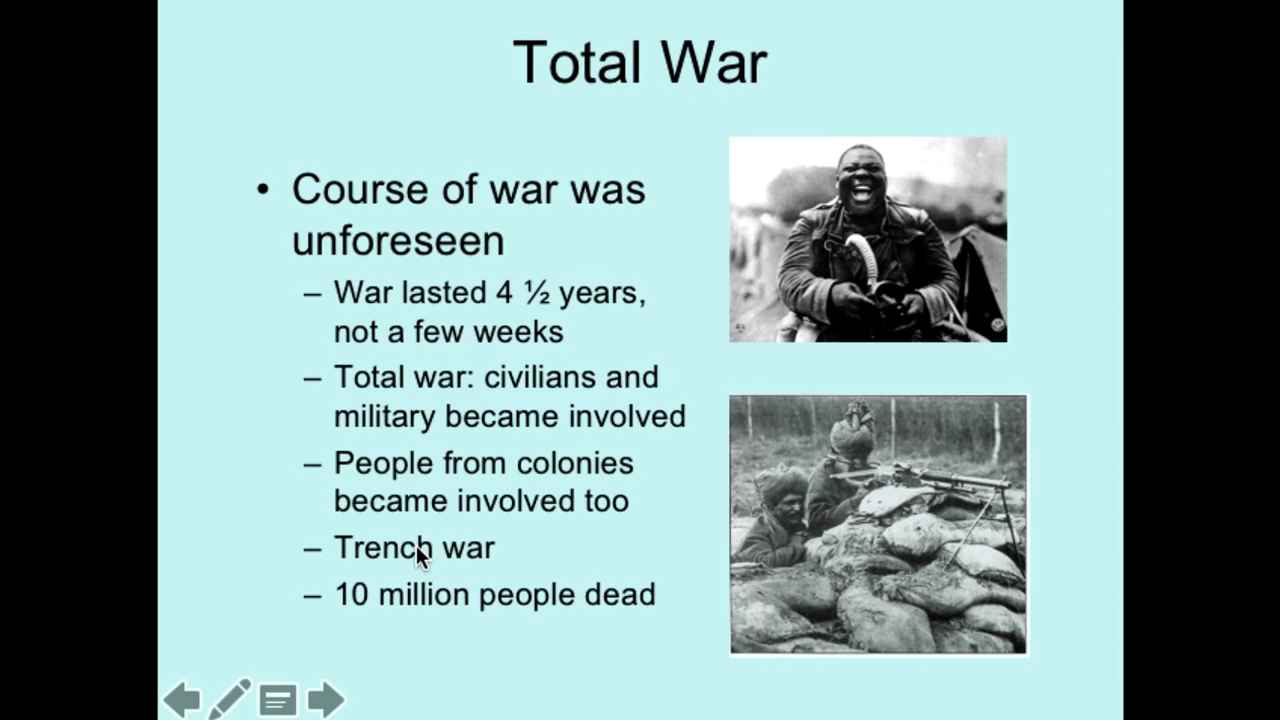 Total War
• Course of war was
unforeseen
– War lasted 4 ½ years,
not a few weeks
– Total war: civilians and
military became involved
– People from colonies
became involved too
– Trench war
– 10 million people dead